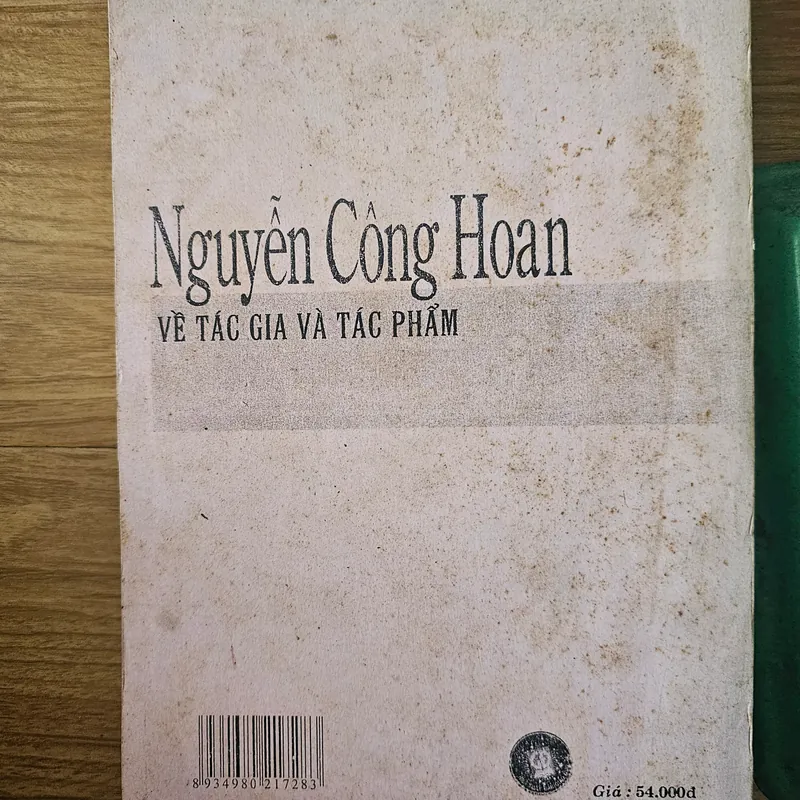 Nguyễn Công Hoan
VỀ TÁC GIA VÀ TÁC PHẨM
8934980217283
Giá : 54.000đ